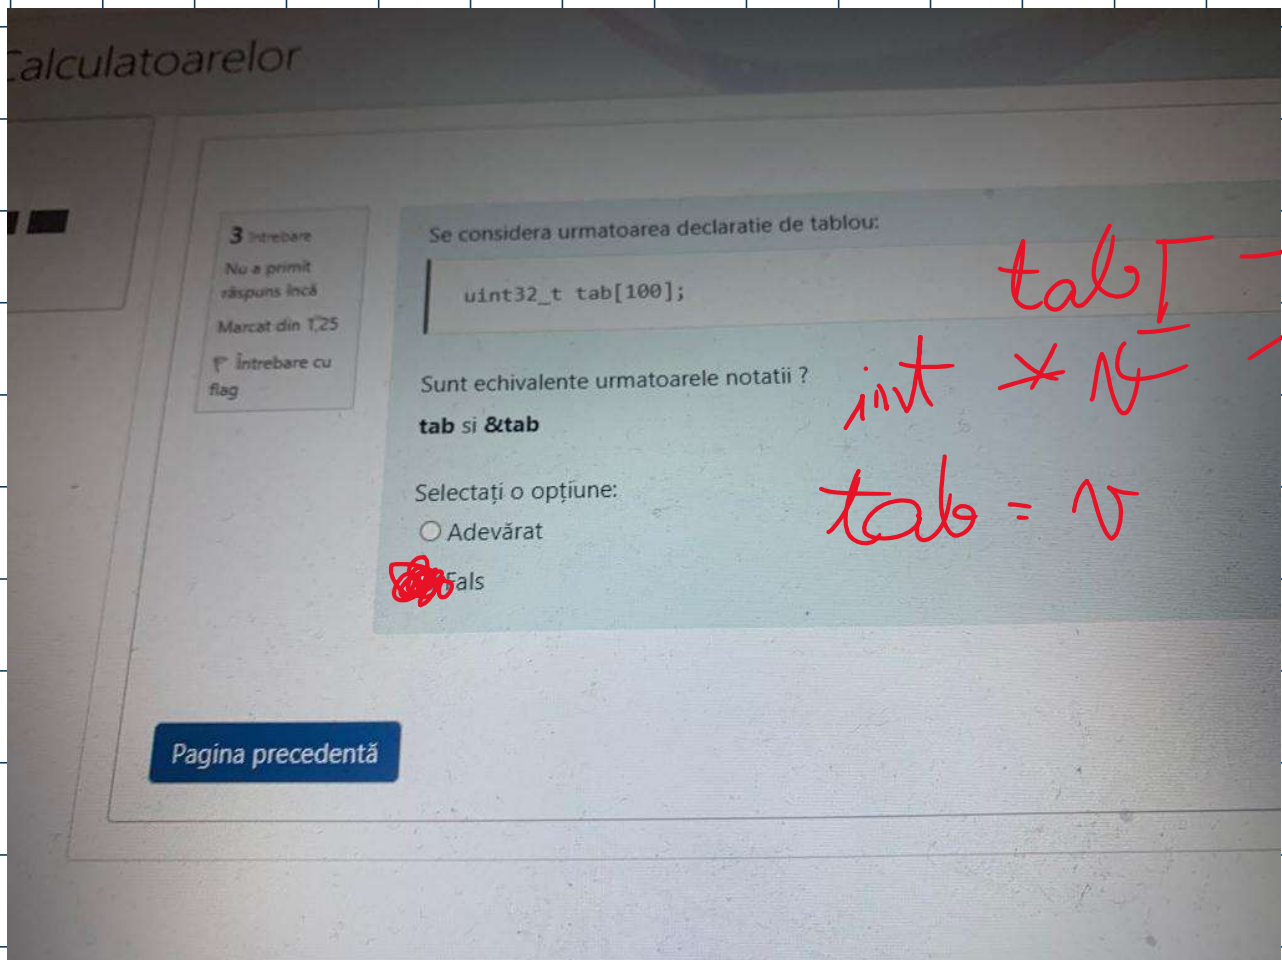 Calculatoarelor
3 Întrebare
Nu a primit
răspuns încă
Marcat din 1,25
Întrebare cu
flag
Se considera urmatoarea declaratie de tablou:
uint32_t tab[100];
Sunt echivalente urmatoarele notatii ?
tab si &tab
Selectați o opțiune:
Adevărat
Fals
tab[
int *
tab = v
Pagina precedentă